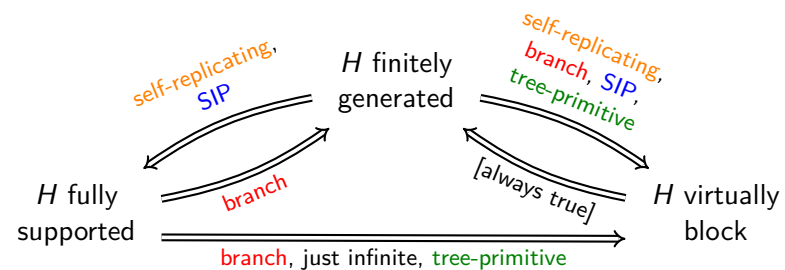 self-replicating,
SIP
H finitely
generated
self-replicating,
branch, SIP,
tree-primitive
H fully
supported
branch
[always true]
H virtually
block
branch, just infinite, tree-primitive